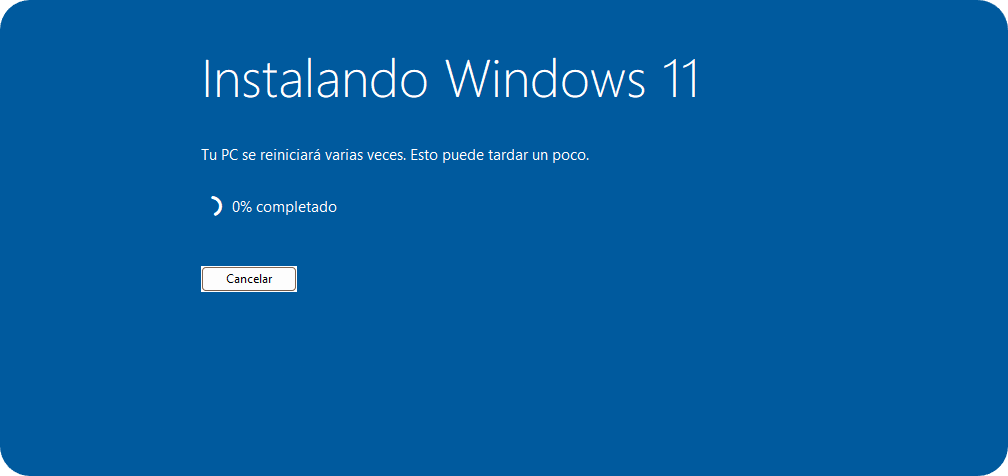 Instalando Windows 11
Tu PC se reiniciará varias veces. Esto puede tardar un poco.
0% completado
Cancelar